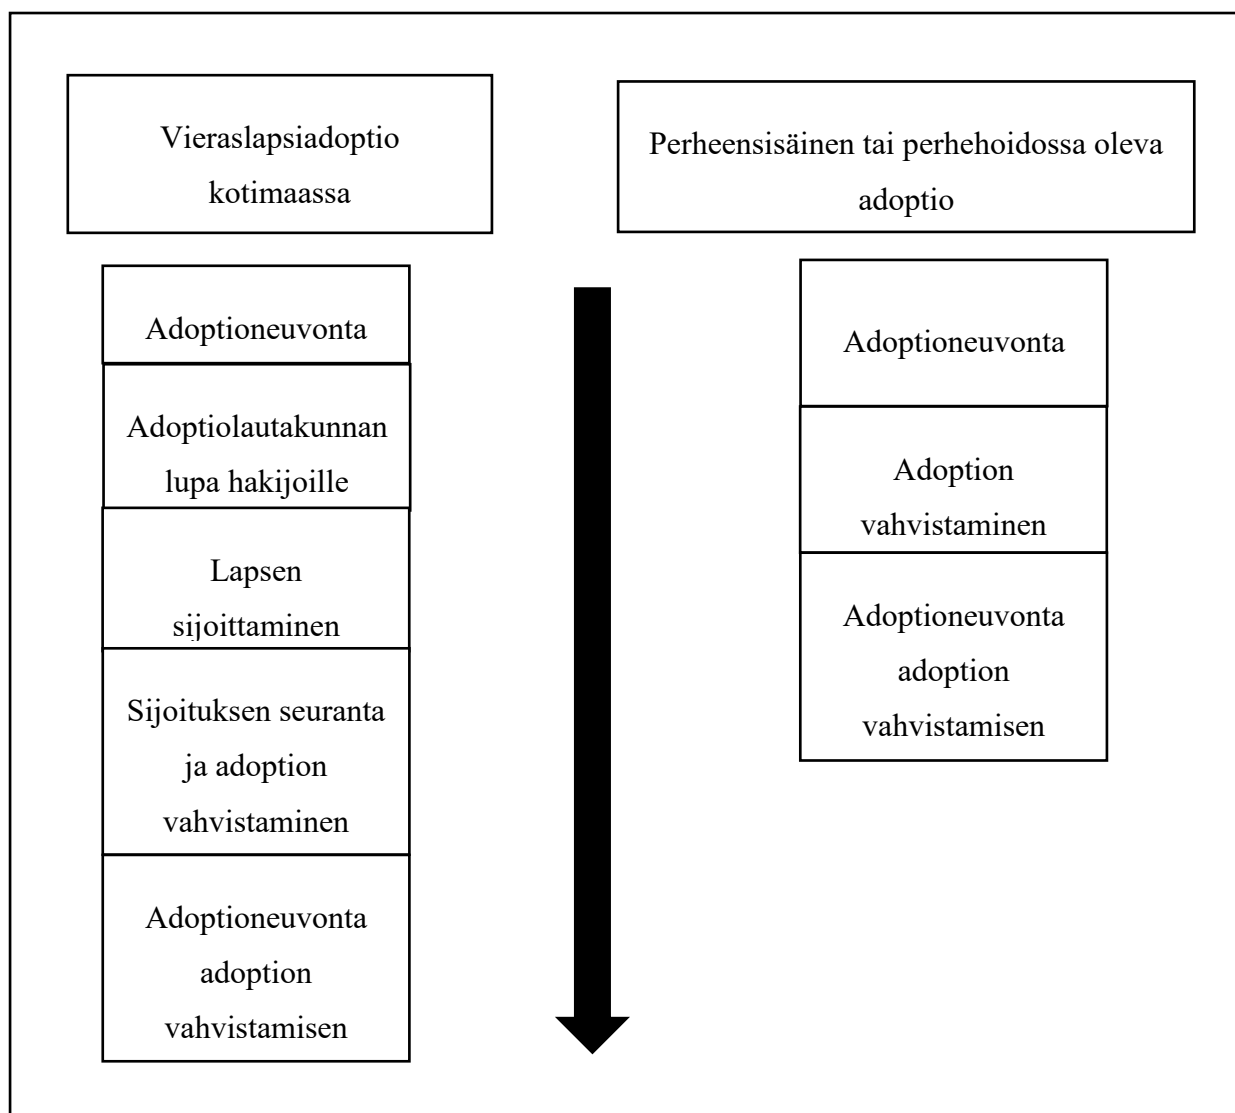 Vieraslapsiadoptio
kotimaassa
Adoptioneuvonta
Adoptiolautakunnan
lupa hakijoille
Lapsen
sijoittaminen
Sijoituksen seuranta
ja adoption
vahvistaminen
Adoptioneuvonta
adoption
vahvistamisen
Perheensisäinen tai perhehoidossa oleva
adoptio
Adoptioneuvonta
Adoption
vahvistaminen
Adoptioneuvonta
adoption
vahvistamisen